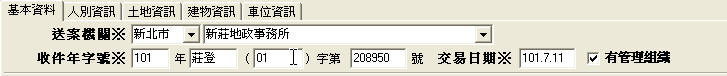 基本資料 人別資訊 土地資訊 建物資訊 車位資訊
送案機關※ 新北市 新莊地政事務所
收件年字號※ 101 年 莊登 ( 01 ) 字第 208950 號 交易日期※ 101.7.11 有管理組織